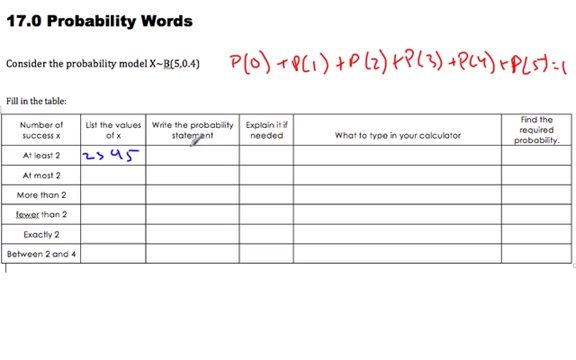 17.0 Probability Words
Consider the probability model X~B(5,0.4)
P(0) + P(1) + P(2) + P(3) + P(4) + P(5) = 1
Fill in the table:
Number of success x | List the values of x | Write the probability statement | Explain it if needed | What to type in your calculator | Find the required probability.
At least 2 | 2 3 4 5
At most 2
More than 2
fewer than 2
Exactly 2
Between 2 and 4